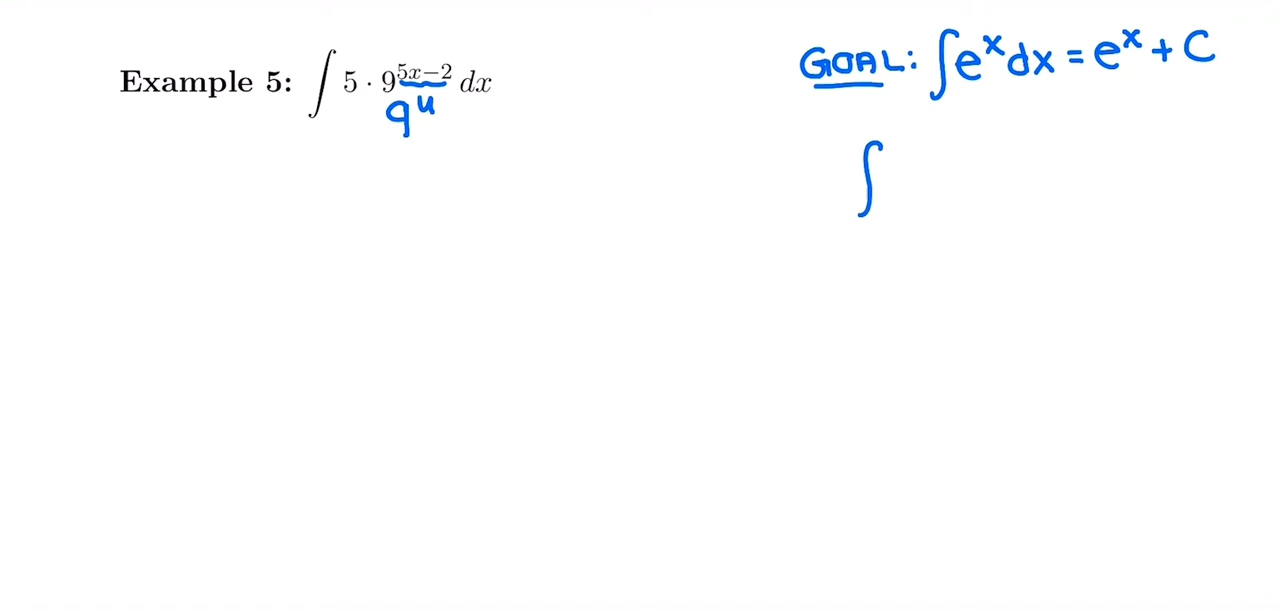 Example 5: ∫ 5 · 9^{5x−2} dx
9^u
GOAL: ∫e^x dx = e^x + C
∫